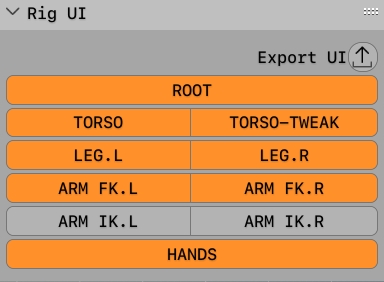 Rig UI
Export UI
ROOT
TORSO TORSO-TWEAK
LEG.L LEG.R
ARM FK.L ARM FK.R
ARM IK.L ARM IK.R
HANDS